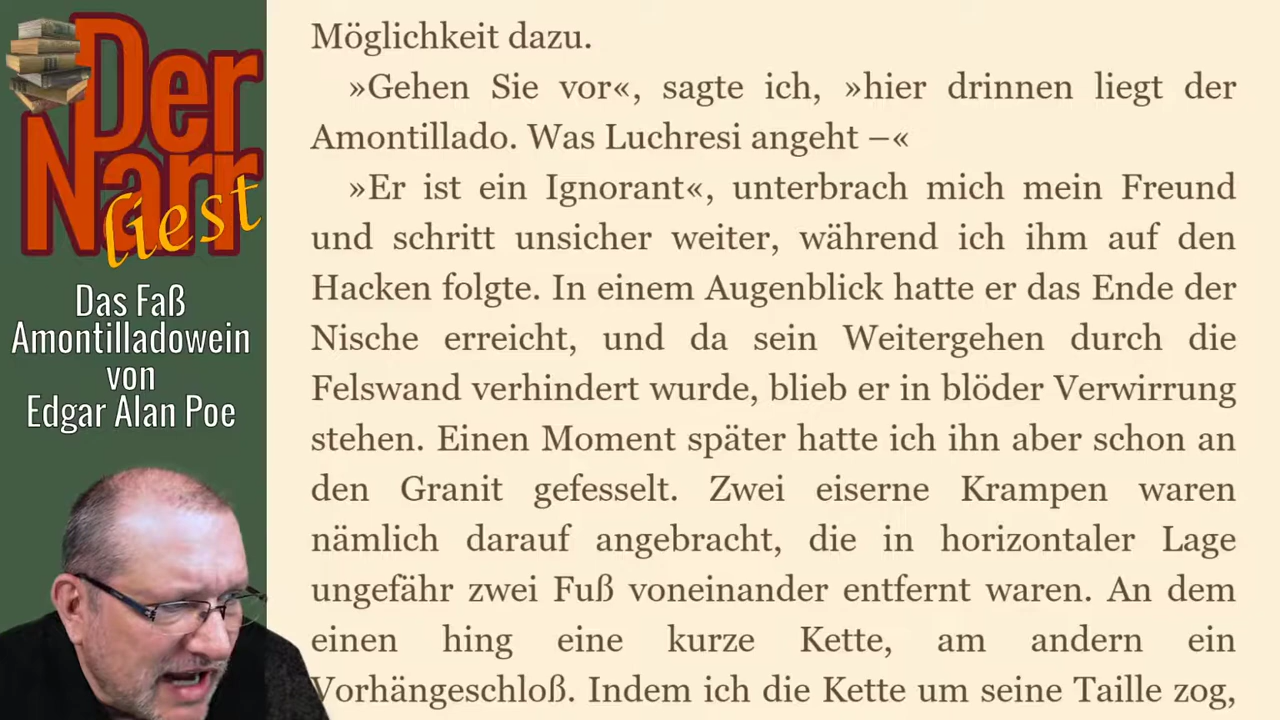 Der
Narr
liest
Das Faß
Amontilladowein
von
Edgar Alan Poe
Möglichkeit dazu.
»Gehen Sie vor«, sagte ich, »hier drinnen liegt der
Amontillado. Was Luchresi angeht –«
»Er ist ein Ignorant«, unterbrach mich mein Freund
und schritt unsicher weiter, während ich ihm auf den
Hacken folgte. In einem Augenblick hatte er das Ende der
Nische erreicht, und da sein Weitergehen durch die
Felswand verhindert wurde, blieb er in blöder Verwirrung
stehen. Einen Moment später hatte ich ihn aber schon an
den Granit gefesselt. Zwei eiserne Krampen waren
nämlich darauf angebracht, die in horizontaler Lage
ungefähr zwei Fuß voneinander entfernt waren. An dem
einen hing eine kurze Kette, am andern ein
Vorhängeschloß. Indem ich die Kette um seine Taille zog,